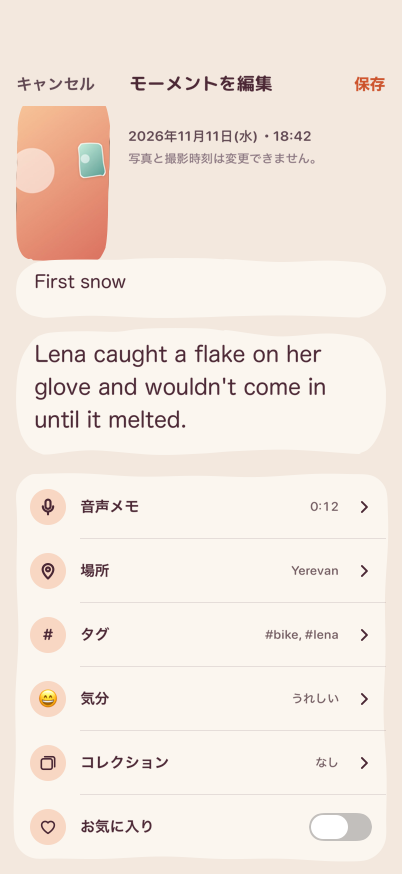 キャンセル
モーメントを編集
保存
2026年11月11日(水)・18:42
写真と撮影時刻は変更できません。
First snow
Lena caught a flake on her
glove and wouldn't come in
until it melted.
音声メモ 0:12
場所 Yerevan
# タグ #bike, #lena
気分 うれしい
コレクション なし
お気に入り